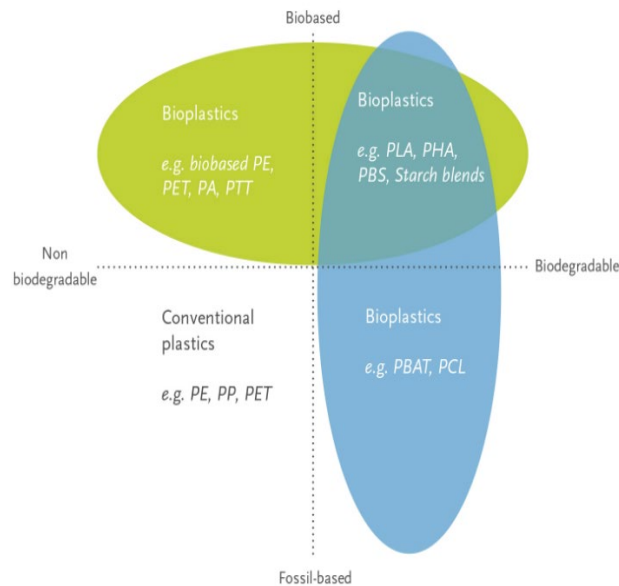 Biobased
Bioplastics
e.g. biobased PE,
PET, PA, PTT
Bioplastics
e.g. PLA, PHA,
PBS, Starch blends
Non
biodegradable
Biodegradable
Conventional
plastics
e.g. PE, PP, PET
Bioplastics
e.g. PBAT, PCL
Fossil-based